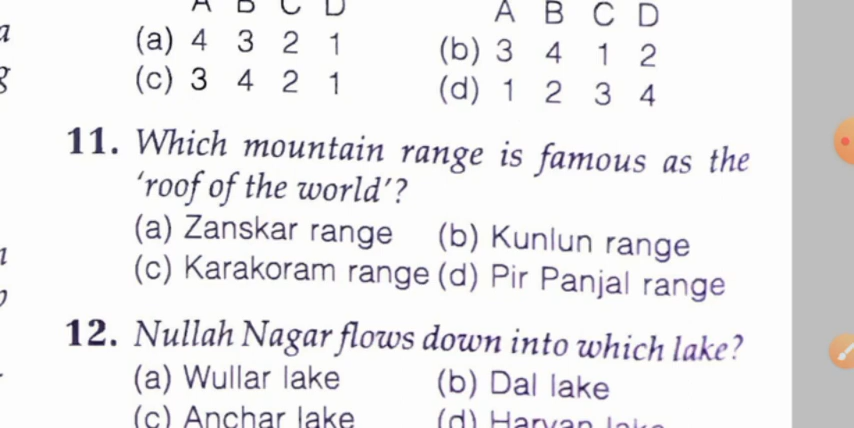 A B C D
A B C D
(a) 4 3 2 1
(b) 3 4 1 2
(c) 3 4 2 1
(d) 1 2 3 4
11. Which mountain range is famous as the
'roof of the world'?
(a) Zanskar range (b) Kunlun range
(c) Karakoram range (d) Pir Panjal range
12. Nullah Nagar flows down into which lake?
(a) Wullar lake (b) Dal lake
(c) Anchar lake (d) Harvan lake